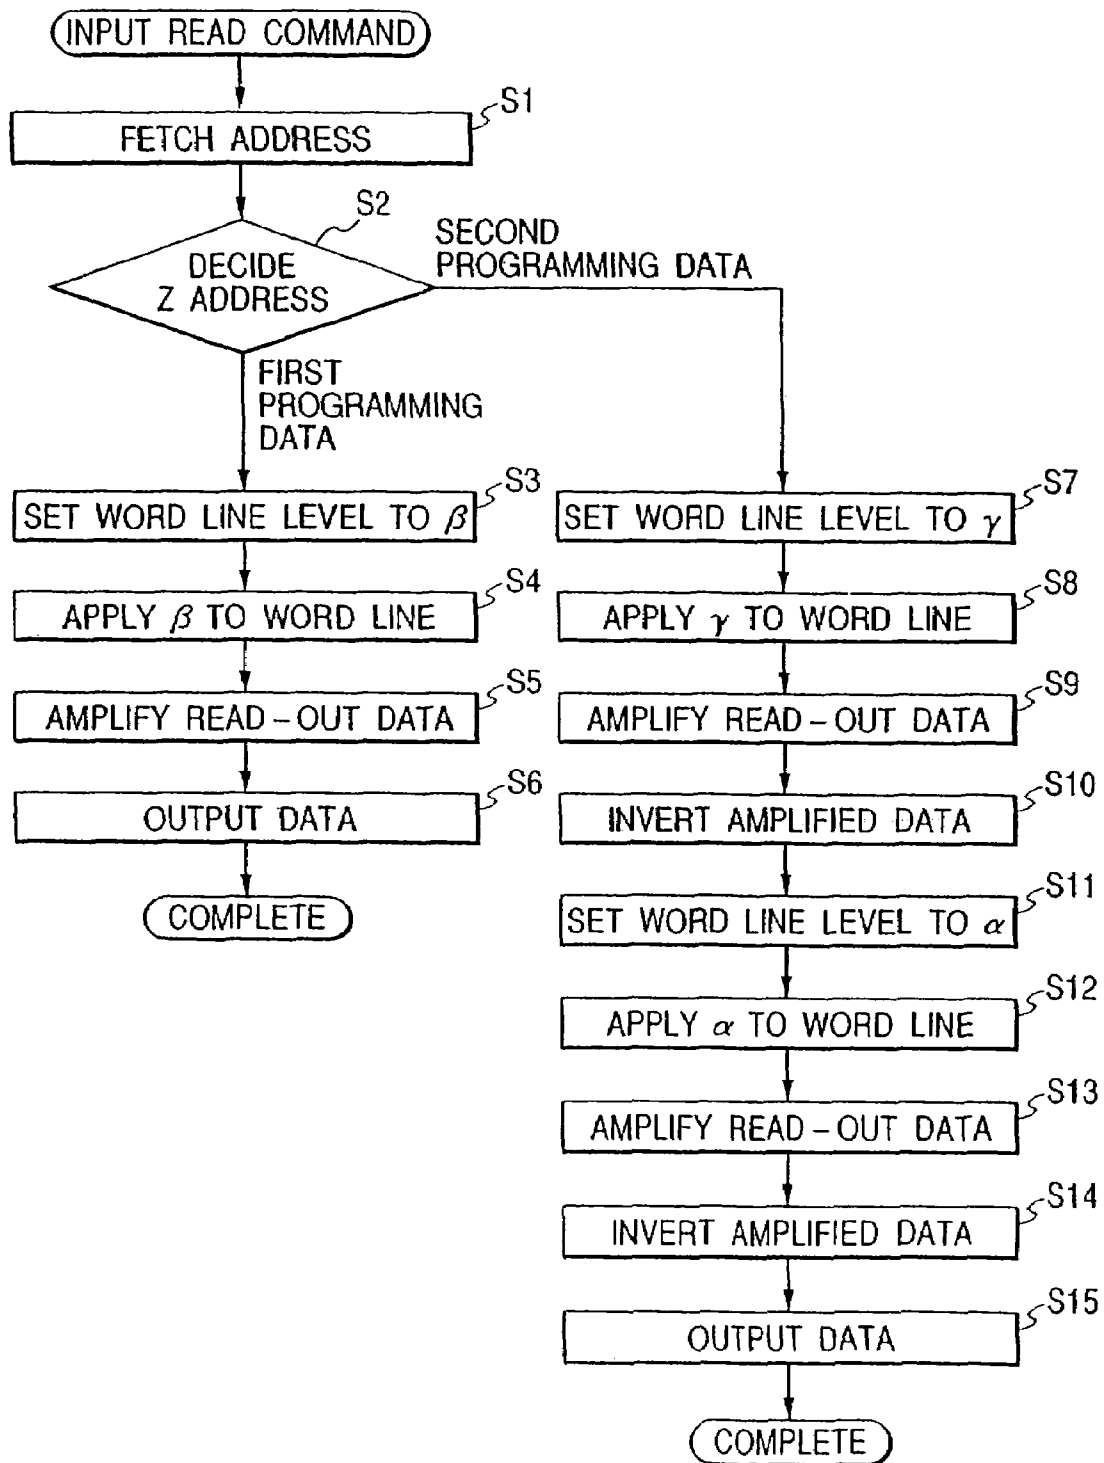 INPUT READ COMMAND
S1
FETCH ADDRESS
S2
DECIDE
Z ADDRESS
SECOND
PROGRAMMING DATA
FIRST
PROGRAMMING
DATA
S3
SET WORD LINE LEVEL TO β
S4
APPLY β TO WORD LINE
S5
AMPLIFY READ-OUT DATA
S6
OUTPUT DATA
COMPLETE
S7
SET WORD LINE LEVEL TO γ
S8
APPLY γ TO WORD LINE
S9
AMPLIFY READ-OUT DATA
S10
INVERT AMPLIFIED DATA
S11
SET WORD LINE LEVEL TO α
S12
APPLY α TO WORD LINE
S13
AMPLIFY READ-OUT DATA
S14
INVERT AMPLIFIED DATA
S15
OUTPUT DATA
COMPLETE